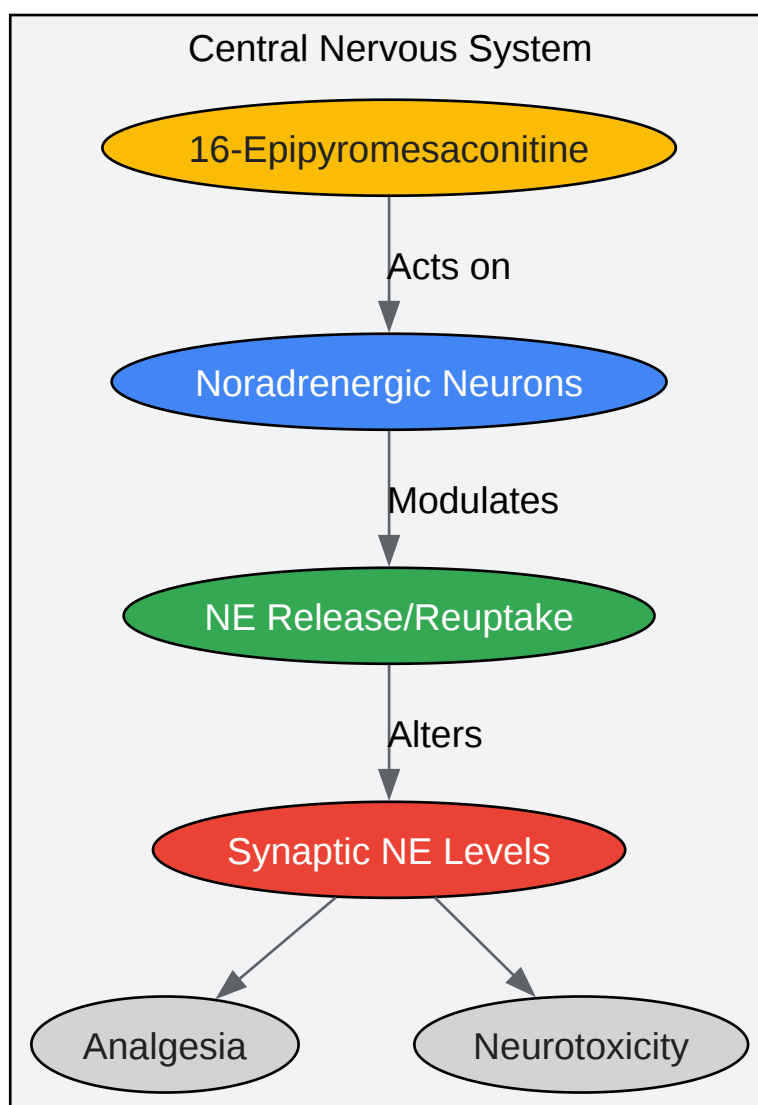 Central Nervous System
16-Epipyromesaconitine
Acts on
Noradrenergic Neurons
Modulates
NE Release/Reuptake
Alters
Synaptic NE Levels
Analgesia
Neurotoxicity